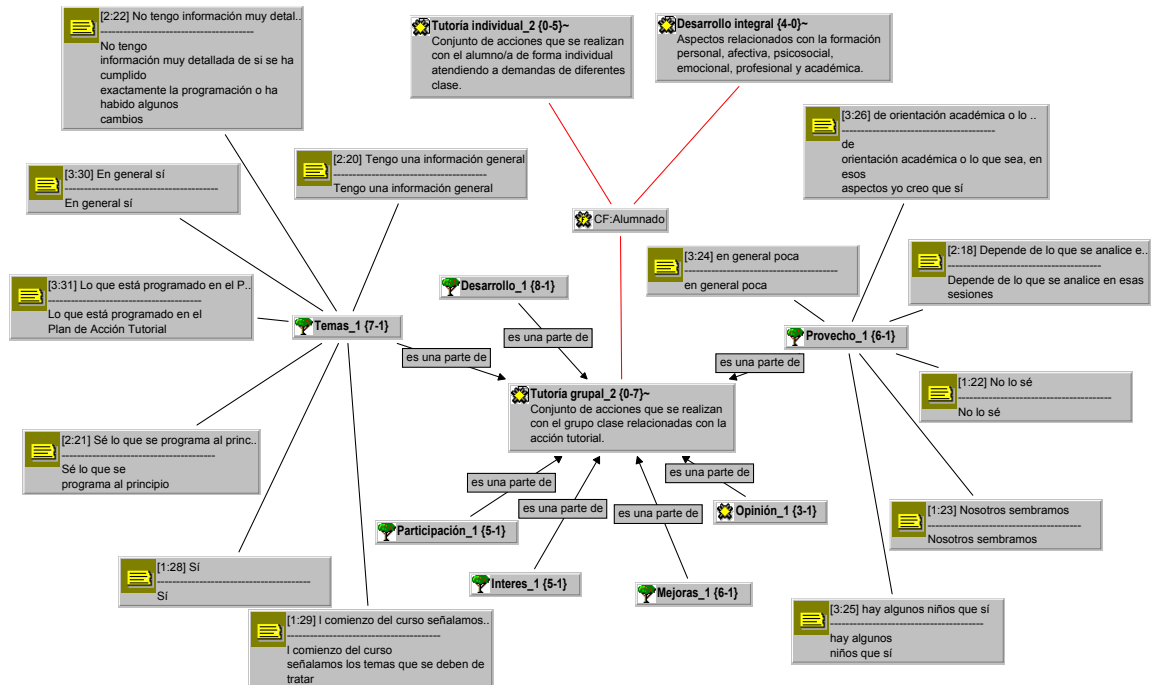 [2:22] No tengo información muy detal..
No tengo
información muy detallada de si se ha
cumplido
exactamente la programación o ha
habido algunos
cambios
Tutoría individual_2 {0-5}~
Conjunto de acciones que se realizan
con el alumno/a de forma individual
atendiendo a demandas de diferentes
clase.
Desarrollo integral {4-0}~
Aspectos relacionados con la formación
personal, afectiva, psicosocial,
emocional, profesional y académica.
[3:26] de orientación académica o lo ..
de
orientación académica o lo que sea, en
esos
aspectos yo creo que sí
[2:20] Tengo una información general
Tengo una información general
[3:30] En general sí
En general sí
CF:Alumnado
[3:24] en general poca
en general poca
[2:18] Depende de lo que se analice e..
Depende de lo que se analice en esas
sesiones
[3:31] Lo que está programado en el P..
Lo que está programado en el
Plan de Acción Tutorial
Desarrollo_1 {8-1}
Temas_1 {7-1}
Provecho_1 {6-1}
es una parte de
es una parte de
es una parte de
[1:22] No lo sé
No lo sé
Tutoría grupal_2 {0-7}~
Conjunto de acciones que se realizan
con el grupo clase relacionadas con la
acción tutorial.
[2:21] Sé lo que se programa al princ..
Sé lo que se
programa al principio
es una parte de
es una parte de
es una parte de
es una parte de
Participación_1 {5-1}
Opinión_1 {3-1}
[1:23] Nosotros sembramos
Nosotros sembramos
[1:28] Sí
Sí
Interes_1 {5-1}
Mejoras_1 {6-1}
[1:29] l comienzo del curso señalamos..
l comienzo del curso
señalamos los temas que se deben de
tratar
[3:25] hay algunos niños que sí
hay algunos
niños que sí